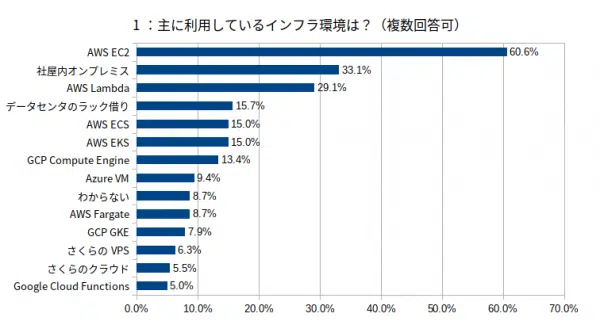 1 ：主に利用しているインフラ環境は？（複数回答可）
AWS EC2 60.6%
社屋内オンプレミス 33.1%
AWS Lambda 29.1%
データセンタのラック借り 15.7%
AWS ECS 15.0%
AWS EKS 15.0%
GCP Compute Engine 13.4%
Azure VM 9.4%
わからない 8.7%
AWS Fargate 8.7%
GCP GKE 7.9%
さくらの VPS 6.3%
さくらのクラウド 5.5%
Google Cloud Functions 5.0%
0.0% 10.0% 20.0% 30.0% 40.0% 50.0% 60.0% 70.0%